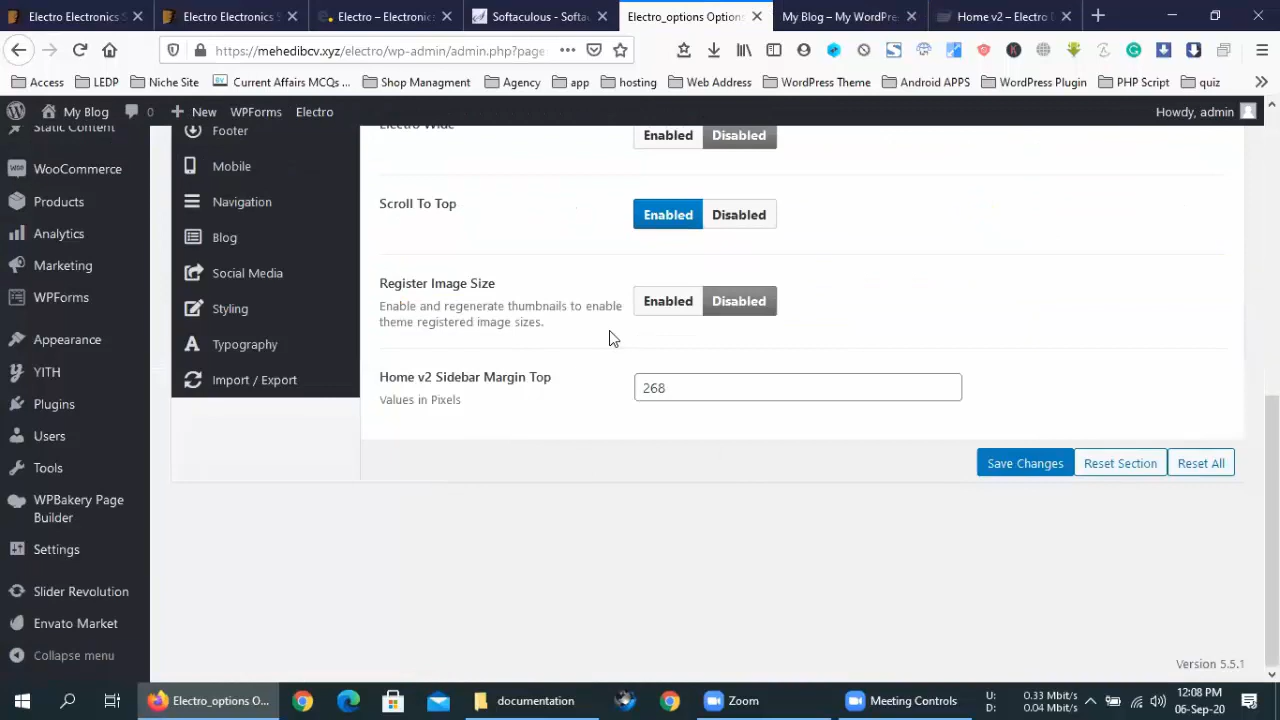 Electro Electronics S
Electro Electronics S
Electro – Electronic
Softaculous - Softa
Electro_options Option
My Blog – My WordPre
Home v2 – Electro D
https://mehedibcv.xyz/electro/wp-admin/admin.php?page
Access
LEDP
Niche Site
Current Affairs MCQs ...
Shop Managment
Agency
app
hosting
Web Address
WordPress Theme
Android APPS
WordPress Plugin
PHP Script
quiz
My Blog
0
New
WPForms
Electro
Howdy, admin
Static Content
WooCommerce
Products
Analytics
Marketing
WPForms
Appearance
YITH
Plugins
Users
Tools
WPBakery Page
Builder
Settings
Slider Revolution
Envato Market
Collapse menu
Footer
Mobile
Navigation
Blog
Social Media
Styling
Typography
Import / Export
Electro Wide
Enabled Disabled
Scroll To Top
Enabled Disabled
Register Image Size
Enable and regenerate thumbnails to enable
theme registered image sizes.
Enabled Disabled
Home v2 Sidebar Margin Top
Values in Pixels
268
Save Changes
Reset Section
Reset All
Version 5.5.1
Electro_options O...
documentation
Zoom
Meeting Controls
U: 0.33 Mbit/s
D: 0.04 Mbit/s
12:08 PM
06-Sep-20